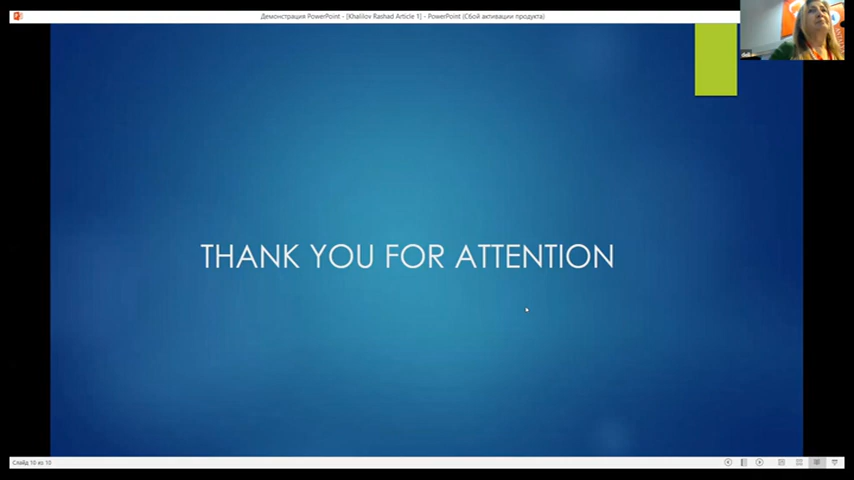 Демонстрация PowerPoint - [Khalilov Rashad Article 1] - PowerPoint (Сбой активации продукта)
THANK YOU FOR ATTENTION
Слайд 10 из 10